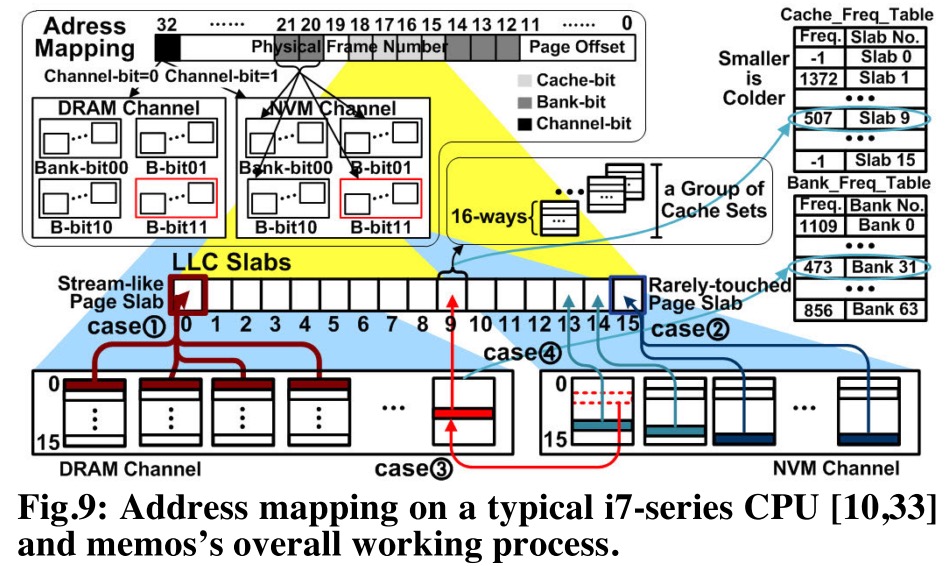 Adress Mapping
32 …… 21 20 19 18 17 16 15 14 13 12 11 …… 0
Physical Frame Number Page Offset
Channel-bit=0 Channel-bit=1
Cache-bit
Bank-bit
Channel-bit
DRAM Channel
Bank-bit00 B-bit01
B-bit10 B-bit11
NVM Channel
Bank-bit00 B-bit01
B-bit10 B-bit11
16-ways
a Group of
Cache Sets
Smaller
is
Colder
Cache_Freq_Table
Freq. Slab No.
-1 Slab 0
1372 Slab 1
•••
507 Slab 9
•••
-1 Slab 15
Bank_Freq_Table
Freq. Bank No.
1109 Bank 0
•••
473 Bank 31
•••
856 Bank 63
LLC Slabs
Stream-like
Page Slab
Rarely-touched
Page Slab
case①
0 1 2 3 4 5 6 7 8 9 10 11 12 13 14 15
case②
case④
0
15
•••
DRAM Channel
case③
0
15
•••
NVM Channel
Fig.9: Address mapping on a typical i7-series CPU [10,33]
and memos's overall working process.